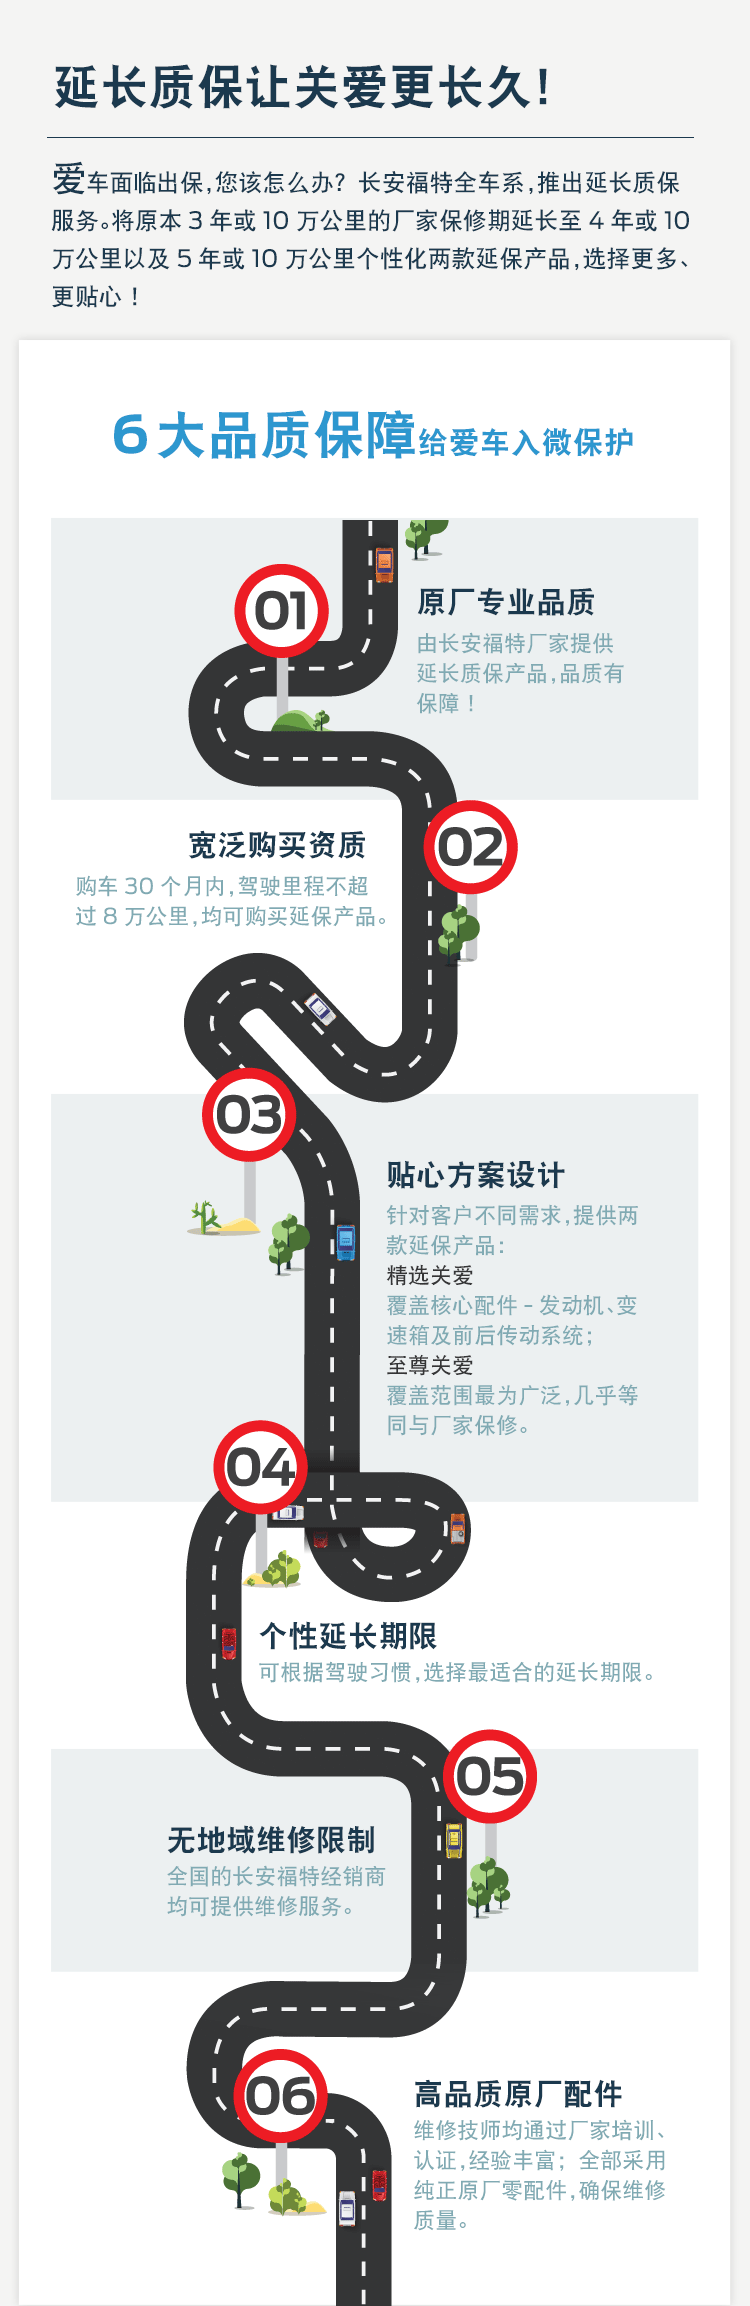 延长质保让关爱更长久!
爱车面临出保,您该怎么办? 长安福特全车系,推出延长质保
服务。将原本 3 年或 10 万公里的厂家保修期延长至 4 年或 10
万公里以及 5 年或 10 万公里个性化两款延保产品,选择更多、
更贴心！
6大品质保障给爱车入微保护
01
原厂专业品质
由长安福特厂家提供
延长质保产品,品质有
保障！
02
宽泛购买资质
购车 30 个月内,驾驶里程不超
过 8 万公里,均可购买延保产品。
03
贴心方案设计
针对客户不同需求,提供两
款延保产品:
精选关爱
覆盖核心配件 - 发动机、变
速箱及前后传动系统;
至尊关爱
覆盖范围最为广泛,几乎等
同与厂家保修。
04
个性延长期限
可根据驾驶习惯,选择最适合的延长期限。
05
无地域维修限制
全国的长安福特经销商
均可提供维修服务。
06
高品质原厂配件
维修技师均通过厂家培训、
认证,经验丰富; 全部采用
纯正原厂零配件,确保维修
质量。